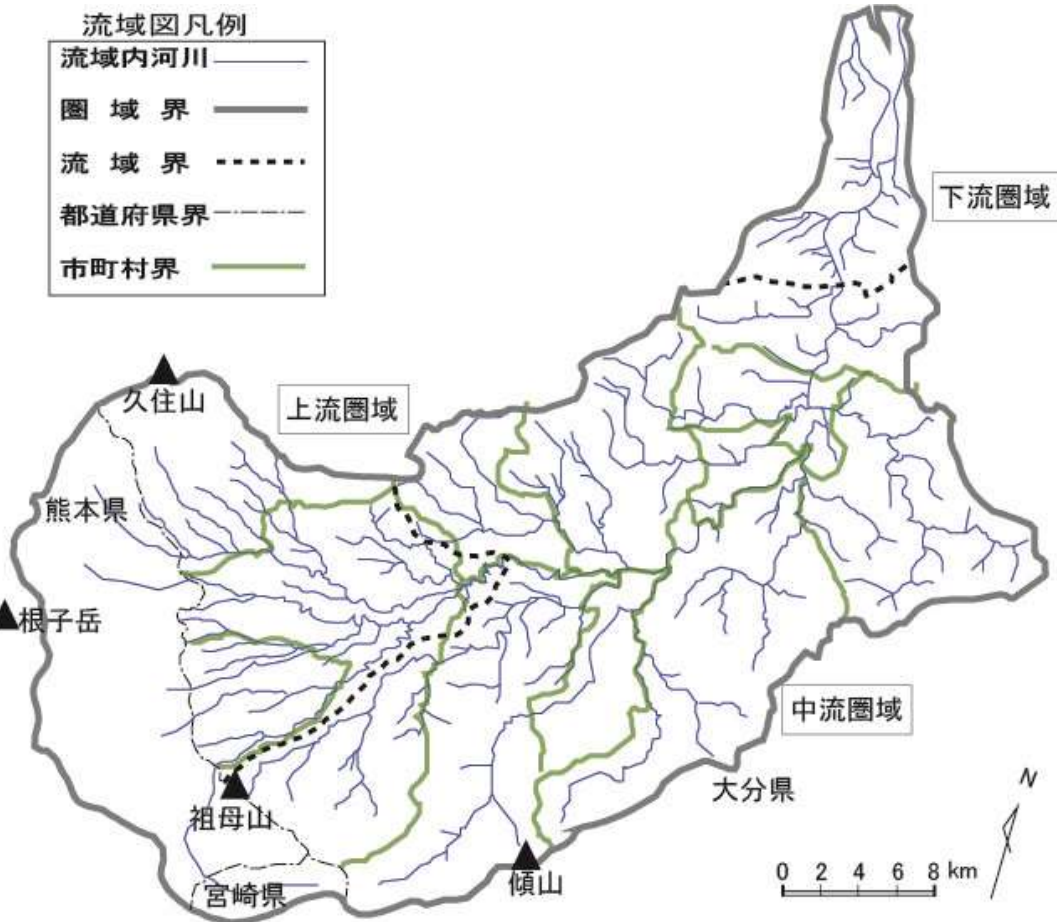 流域図凡例
流域内河川
圏域界
流域界
都道府県界
市町村界
下流圏域
久住山
上流圏域
熊本県
根子岳
中流圏域
大分県
祖母山
宮崎県
傾山
N
0 2 4 6 8 km